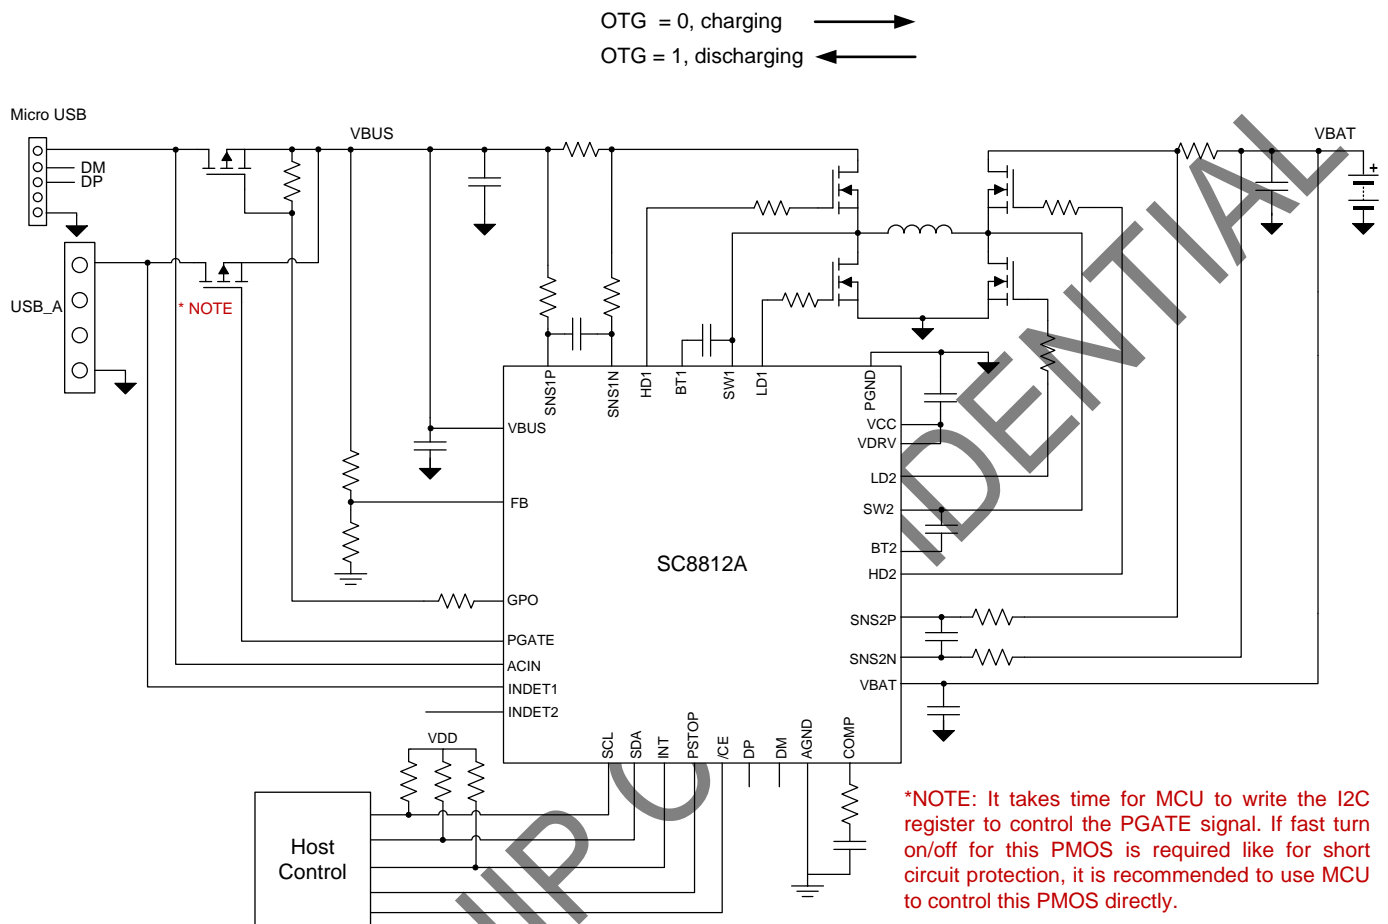 OTG = 0, charging
OTG = 1, discharging
Micro USB
VBUS
VBAT
DM
DP
+
USB_A
* NOTE
SNS1P
SNS1N
HD1
BT1
SW1
LD1
PGND
VBUS
VCC
VDRV
FB
LD2
SW2
BT2
SC8812A
HD2
GPO
SNS2P
PGATE
ACIN
SNS2N
INDET1
VBAT
INDET2
SCL
SDA
INT
PSTOP
/CE
DP
DM
AGND
COMP
VDD
Host
Control
*NOTE: It takes time for MCU to write the I2C
register to control the PGATE signal. If fast turn
on/off for this PMOS is required like for short
circuit protection, it is recommended to use MCU
to control this PMOS directly.